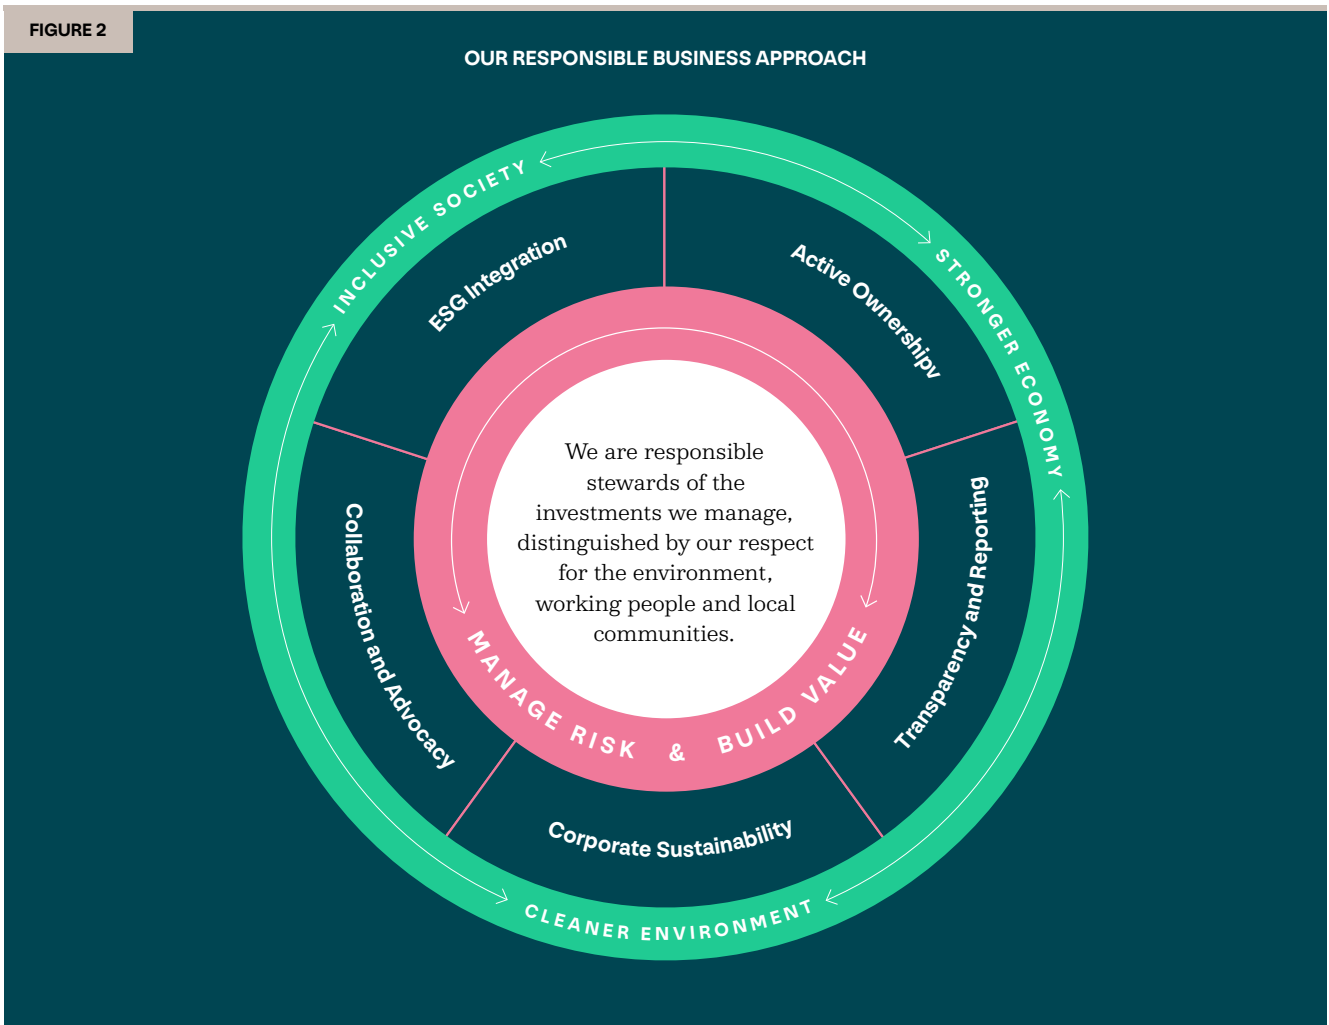 FIGURE 2
OUR RESPONSIBLE BUSINESS APPROACH
INCLUSIVE SOCIETY
STRONGER ECONOMY
CLEANER ENVIRONMENT
ESG Integration
Active Ownershipv
Transparency and Reporting
Corporate Sustainability
Collaboration and Advocacy
MANAGE RISK & BUILD VALUE
We are responsible
stewards of the
investments we manage,
distinguished by our respect
for the environment,
working people and local
communities.